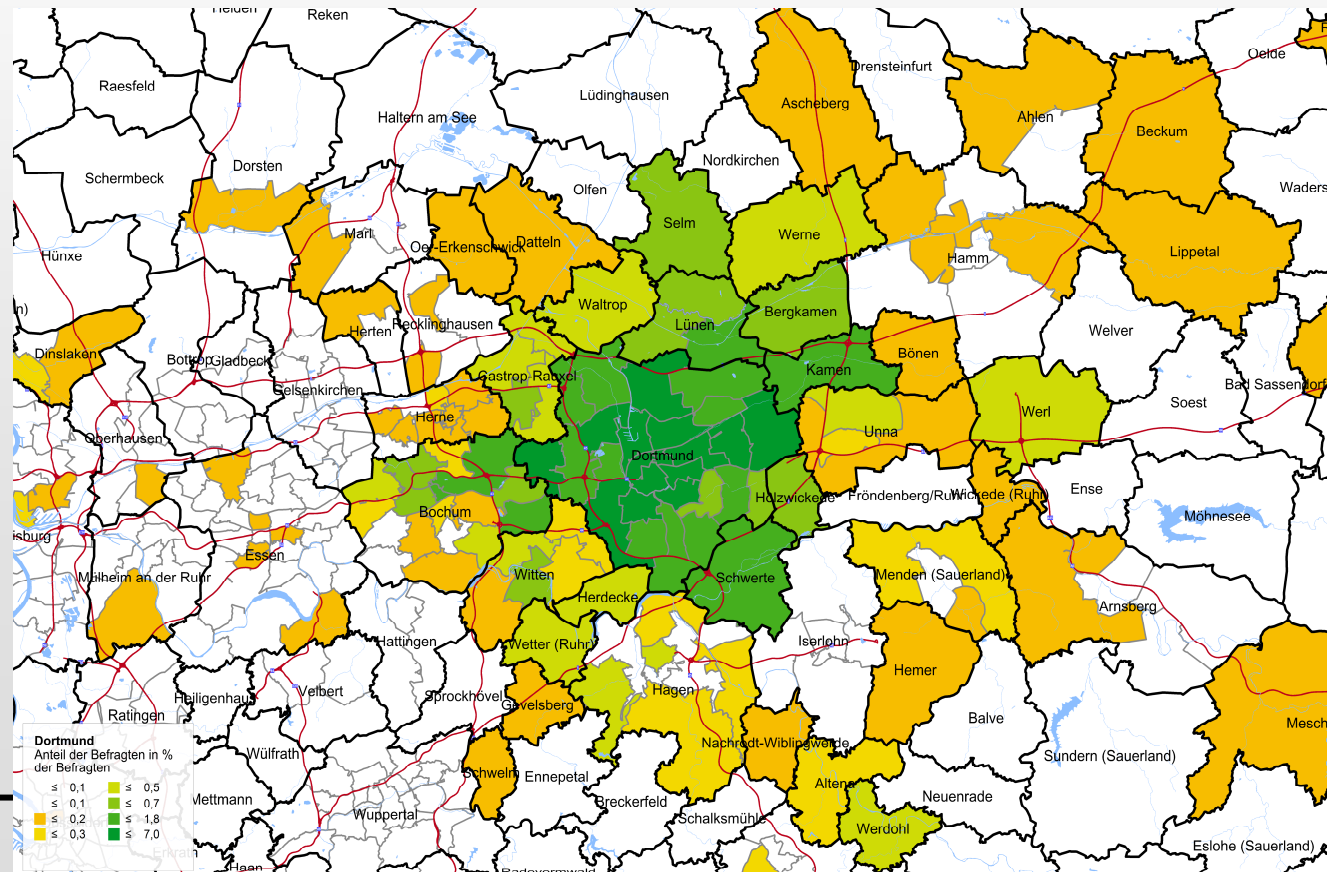 Heiden
Reken
Raesfeld
Haltern am See
Lüdinghausen
Ascheberg
Drensteinfurt
Oelde
Ahlen
Beckum
Schermbeck
Dorsten
Olfen
Nordkirchen
Waders
Marl
Selm
Werne
Hünxe
Oer-Erkenschwick
Datteln
Hamm
Lippetal
n)
Waltrop
Lünen
Bergkamen
Herten
Recklinghausen
Welver
Dinslaken
Bottrop
Gladbeck
Bönen
Gelsenkirchen
Castrop-Rauxel
Kamen
Bad Sassendorf
Soest
Herne
Werl
Oberhausen
Unna
Dortmund
Holzwickede
Fröndenberg/Ruhr
Wickede (Ruhr)
Ense
Bochum
Möhnesee
isburg
Essen
Mülheim an der Ruhr
Witten
Schwerte
Menden (Sauerland)
Herdecke
Arnsberg
Hattingen
Wetter (Ruhr)
Iserlohn
Hemer
Heiligenhaus
Velbert
Sprockhövel
Hagen
Gevelsberg
Ratingen
Balve
Mesch
Nachrodt-Wiblingwerde
Wülfrath
Sundern (Sauerland)
Schwelm
Ennepetal
Altena
Mettmann
Breckerfeld
Neuenrade
Wuppertal
Schalksmühle
Werdohl
Eslohe (Sauerland)
Erkrath
Haan
Radevormwald
Dortmund
Anteil der Befragten in %
der Befragten
≤ 0,1 ≤ 0,5
≤ 0,1 ≤ 0,7
≤ 0,2 ≤ 1,8
≤ 0,3 ≤ 7,0